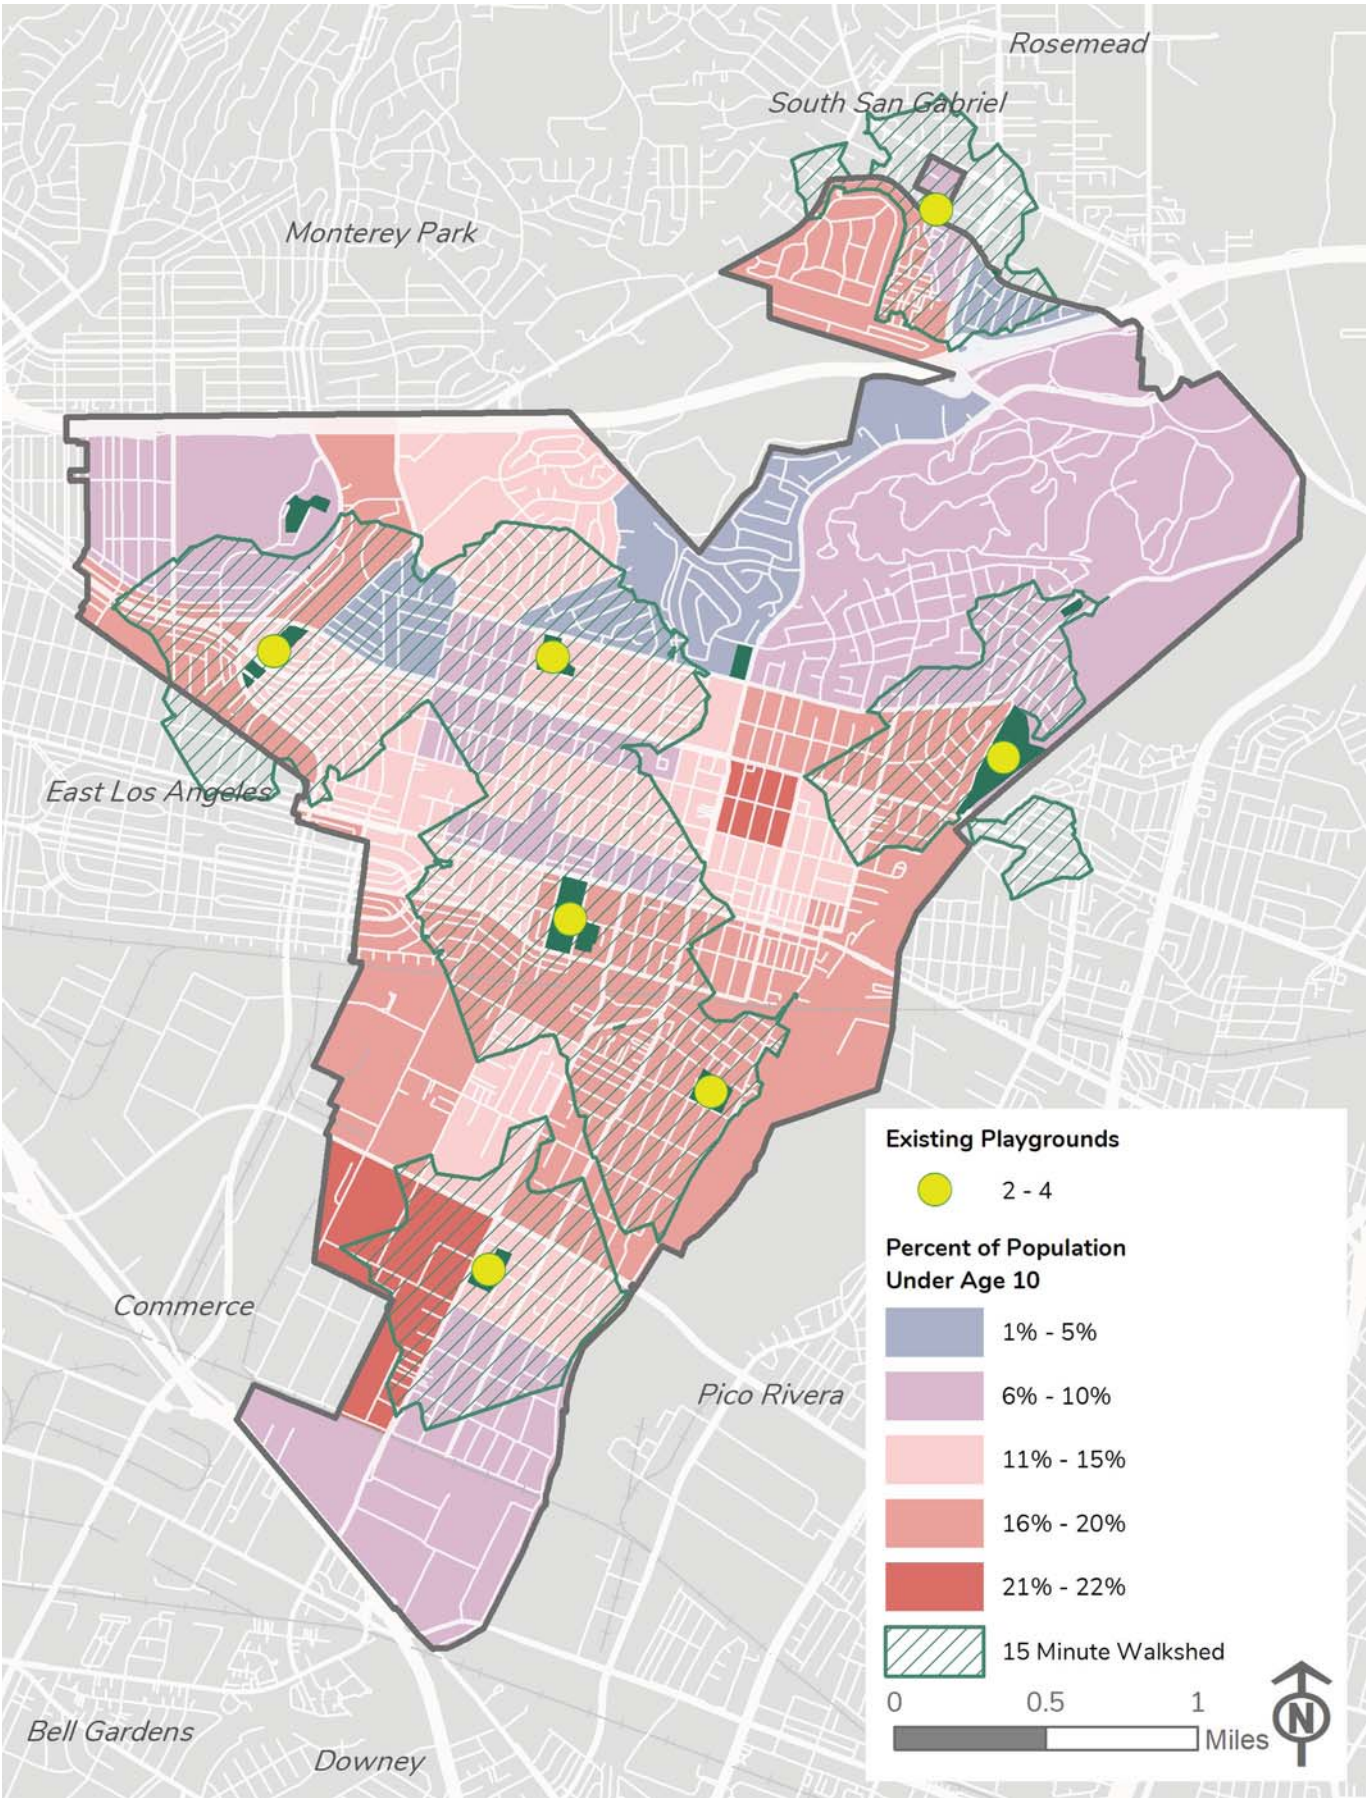 Rosemead
South San Gabriel
Monterey Park
East Los Angeles
Commerce
Pico Rivera
Bell Gardens
Downey
Existing Playgrounds
2 - 4
Percent of Population
Under Age 10
1% - 5%
6% - 10%
11% - 15%
16% - 20%
21% - 22%
15 Minute Walkshed
0 0.5 1
Miles
N